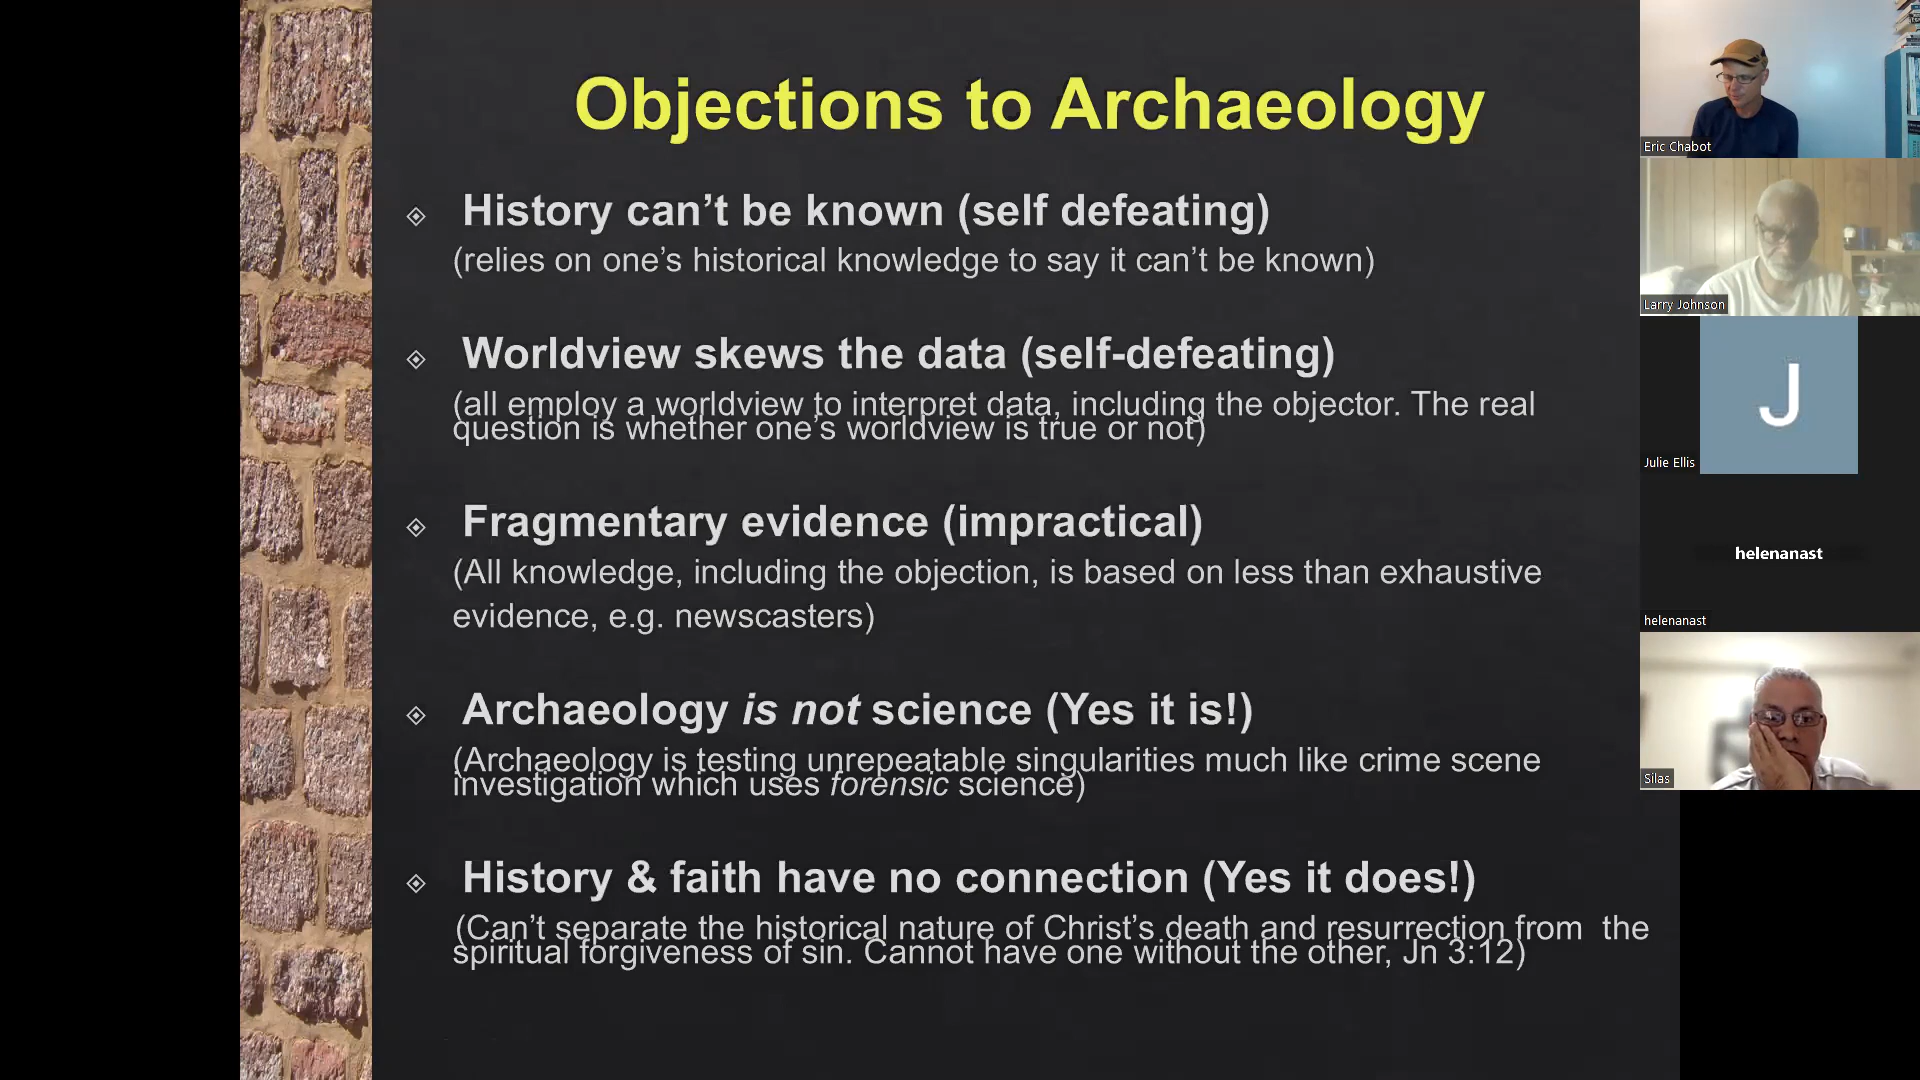 Objections to Archaeology
History can’t be known (self defeating)
(relies on one’s historical knowledge to say it can’t be known)
Worldview skews the data (self-defeating)
(all employ a worldview to interpret data, including the objector. The real
question is whether one’s worldview is true or not)
Fragmentary evidence (impractical)
(All knowledge, including the objection, is based on less than exhaustive
evidence, e.g. newscasters)
Archaeology is not science (Yes it is!)
(Archaeology is testing unrepeatable singularities much like crime scene
investigation which uses forensic science)
History & faith have no connection (Yes it does!)
(Can’t separate the historical nature of Christ’s death and resurrection from  the
spiritual forgiveness of sin. Cannot have one without the other, Jn 3:12)
Eric Chabot
Larry Johnson
J
Julie Ellis
helenanast
helenanast
Silas